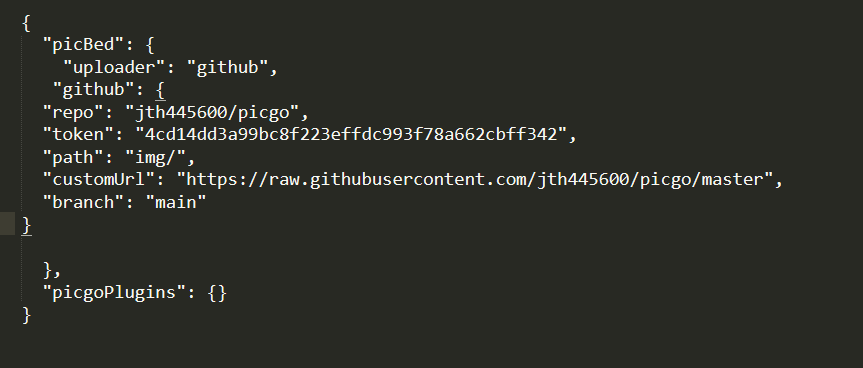 {
"picBed": {
"uploader": "github",
"github": {
"repo": "jth445600/picgo",
"token": "4cd14dd3a99bc8f223effdc993f78a662cbff342",
"path": "img/",
"customUrl": "https://raw.githubusercontent.com/jth445600/picgo/master",
"branch": "main"
}
},
"picgoPlugins": {}
}